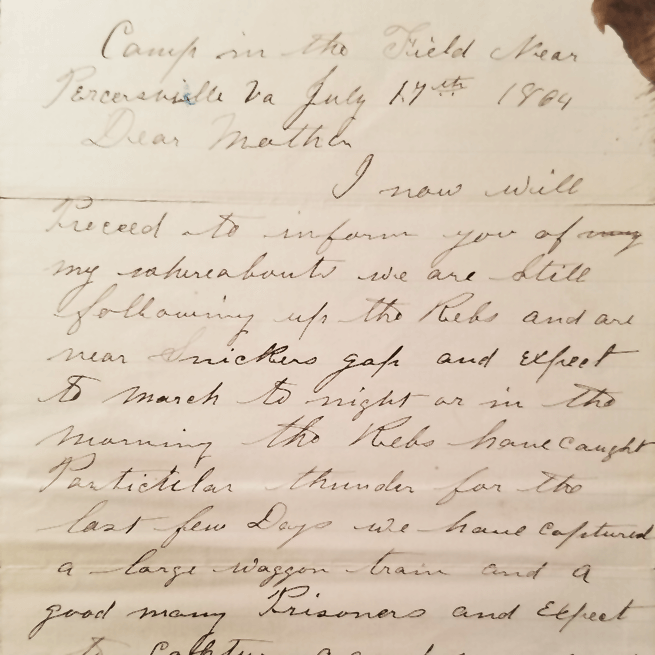 Camp in the Field Near
Percersville Va July 17th 1864
Dear Mother
I now will
Preceed to inform you of my
my whereabouts we are still
following up the Rebs and are
near Snickers gap and expect
to march to night or in the
morning the Rebs have caught
Particular thunder for the
last few Days we have captured
a large waggon train and a
good many Prisoners and expect
to